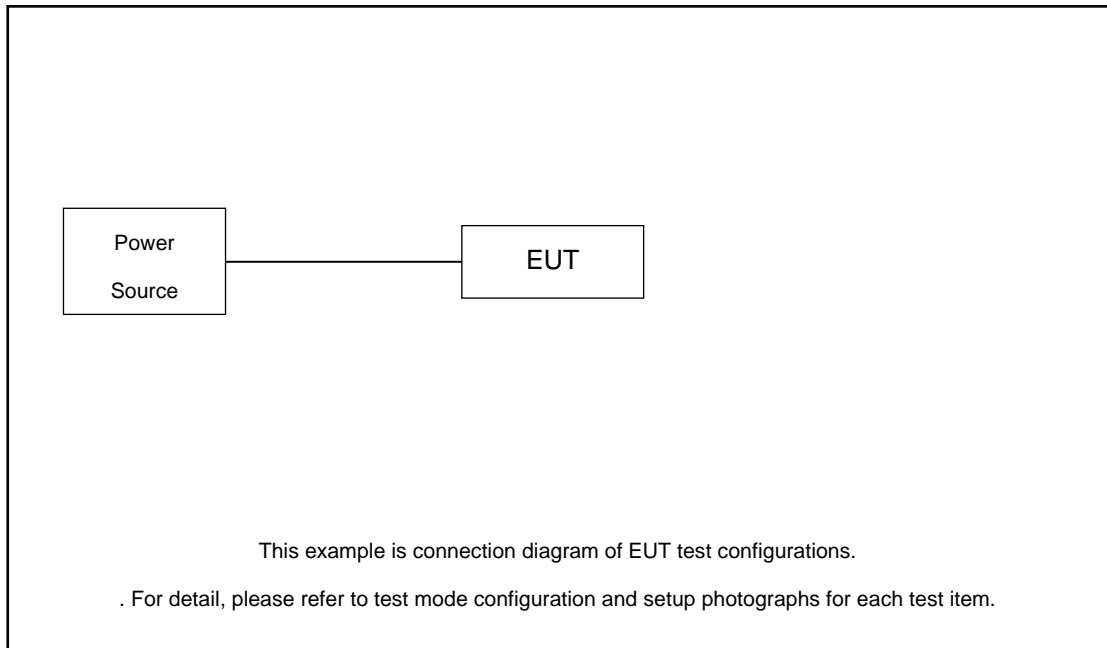 Power
Source
EUT
This example is connection diagram of EUT test configurations.
. For detail, please refer to test mode configuration and setup photographs for each test item.